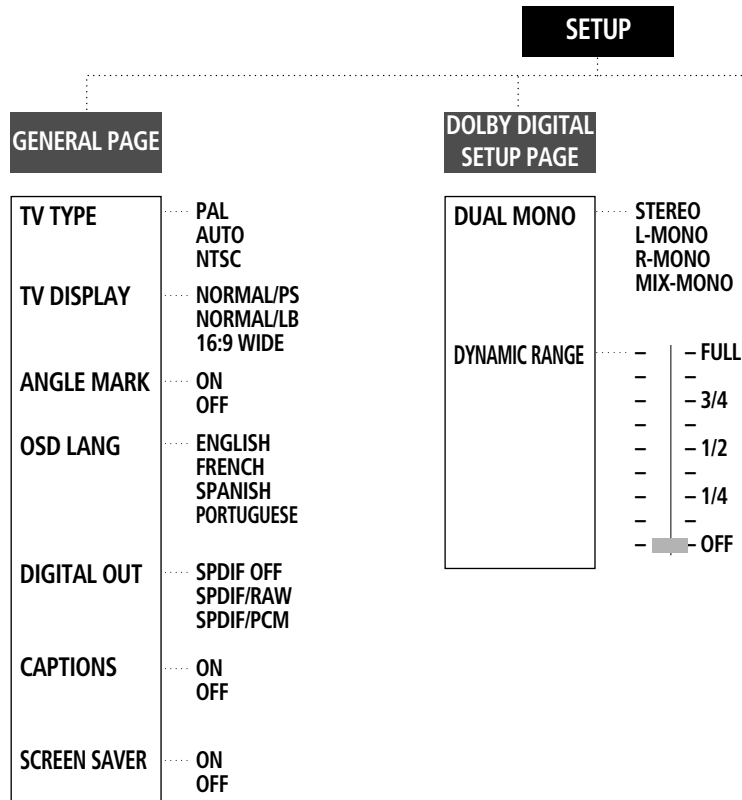 SETUP
GENERAL PAGE
TV TYPE
PAL
AUTO
NTSC
TV DISPLAY
NORMAL/PS
NORMAL/LB
16:9 WIDE
ANGLE MARK
ON
OFF
OSD LANG
ENGLISH
FRENCH
SPANISH
PORTUGUESE
DIGITAL OUT
SPDIF OFF
SPDIF/RAW
SPDIF/PCM
CAPTIONS
ON
OFF
SCREEN SAVER
ON
OFF
DOLBY DIGITAL
SETUP PAGE
DUAL MONO
STEREO
L-MONO
R-MONO
MIX-MONO
DYNAMIC RANGE
FULL
3/4
1/2
1/4
OFF